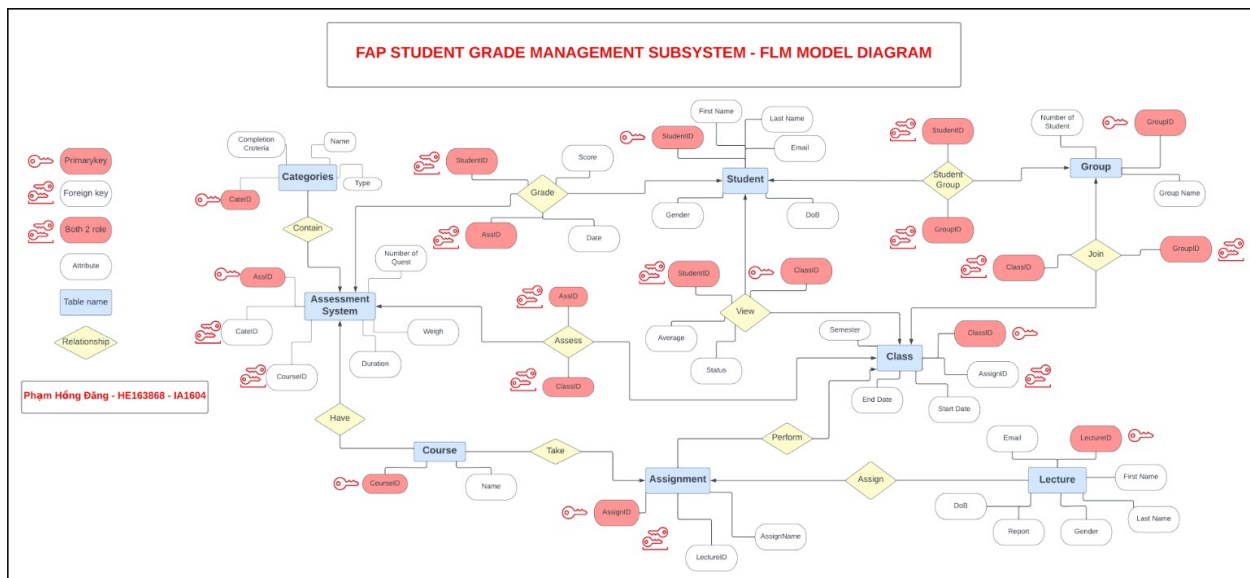 FAP STUDENT GRADE MANAGEMENT SUBSYSTEM - FLM MODEL DIAGRAM
Primarykey
Foreign key
Both 2 role
Attribute
Table name
Relationship
Phạm Hồng Đăng - HE163868 - IA1604
Completion
Croteria
Name
Categories
Type
CateID
Contain
StudentID
Score
Grade
AssID
Date
First Name
Last Name
StudentID
Email
Student
Gender
DoB
StudentID
Student
Group
GroupID
Number of
Student
GroupID
Group
Group Name
ClassID
Join
GroupID
AssID
Number of
Quest
Assessment
System
CateID
Weigh
CourseID
Duration
AssID
Assess
ClassID
StudentID
ClassID
View
Average
Status
Semester
ClassID
Class
AssignID
End Date
Start Date
Have
Course
CourseID
Name
Take
Perform
Assignment
AssignID
AssignName
LectureID
Assign
Email
LectureID
First Name
Lecture
DoB
Last Name
Report
Gender